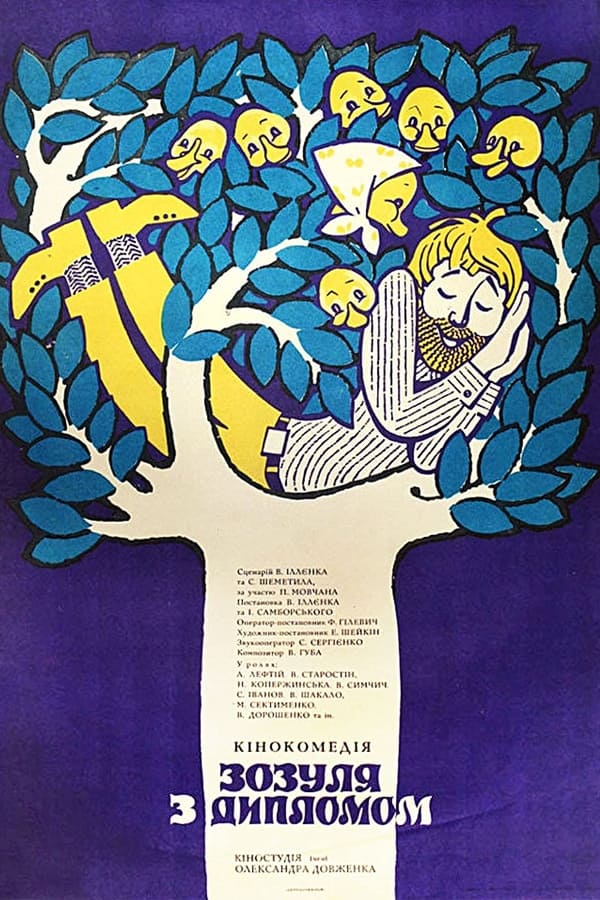 Сценарій В. ІЛЛЄНКА
та С. ШЕМЕТИЛА,
за участю П. МОВЧАНА
Постановка В. ІЛЛЄНКА
та І. САМБОРСЬКОГО
Оператор-постановник Ф. ГІЛЕВИЧ
Художник-постановник Е. ШЕЙКІН
Звукооператор С. СЕРГІЄНКО
Композитор В. ГУБА
У ролях:
А. ЛЕФТІЙ В. СТАРОСТІН,
Н. КОПЕРЖИНСЬКА. В. СИМЧИЧ.
С. ІВАНОВ. В. ШАКАЛО,
М. СЕКТИМЕНКО.
В. ДОРОШЕНКО та ін.
КІНОКОМЕДІЯ
ЗОЗУЛЯ
З ДИПЛОМОМ
КІНОСТУДІЯ
ОЛЕКСАНДРА ДОВЖЕНКА